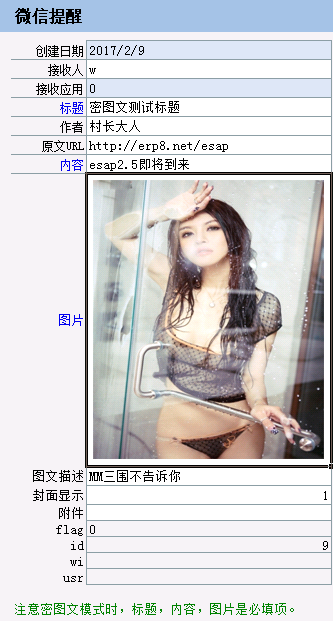 微信提醒
创建日期 2017/2/9
接收人 w
接收应用 0
标题 密图文测试标题
作者 村长大人
原文URL http://erp8.net/esap
内容 esap2.5即将到来
图片
图文描述 MM三围不告诉你
封面显示 1
附件
flag 0
id 9
wi
usr
注意密图文模式时，标题，内容，图片是必填项。